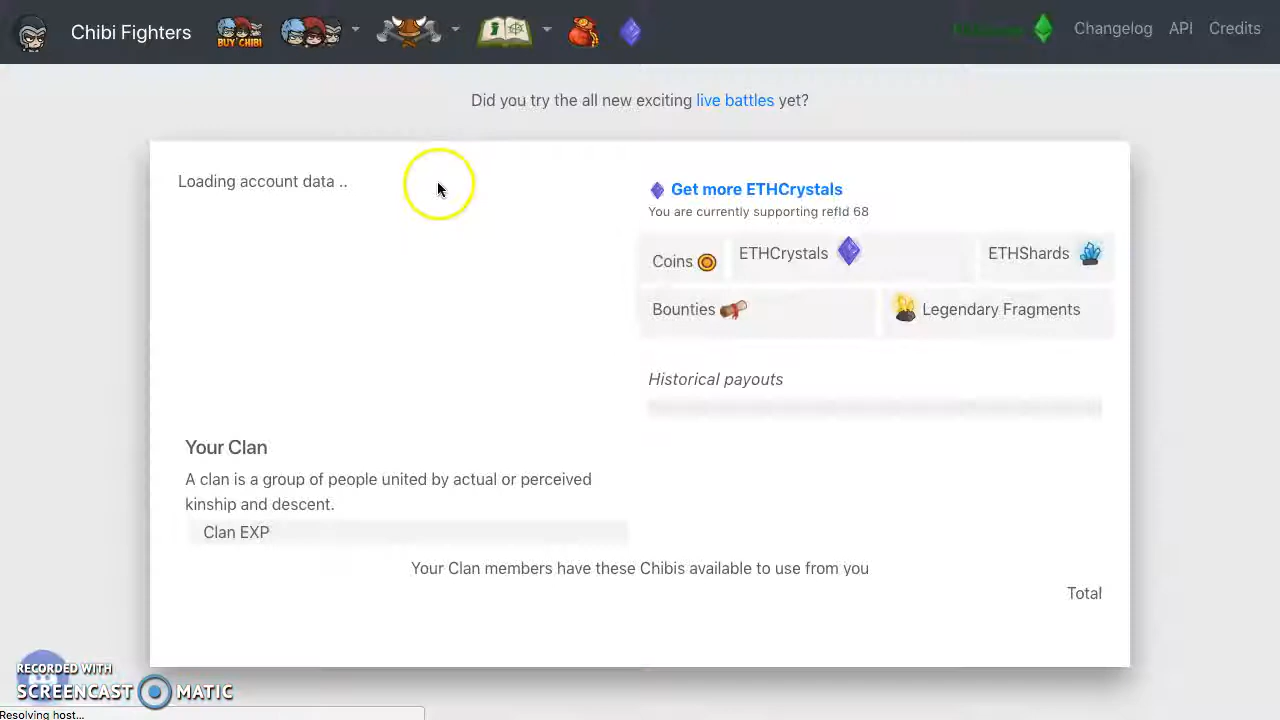 Chibi Fighters
BUY CHIBI
Changelog
API
Credits
Did you try the all new exciting live battles yet?
Loading account data ..
Get more ETHCrystals
You are currently supporting refId 68
Coins
ETHCrystals
ETHShards
Bounties
Legendary Fragments
Historical payouts
Your Clan
A clan is a group of people united by actual or perceived
kinship and descent.
Clan EXP
Your Clan members have these Chibis available to use from you
Total
RECORDED WITH
SCREENCAST MATIC
Resolving host...